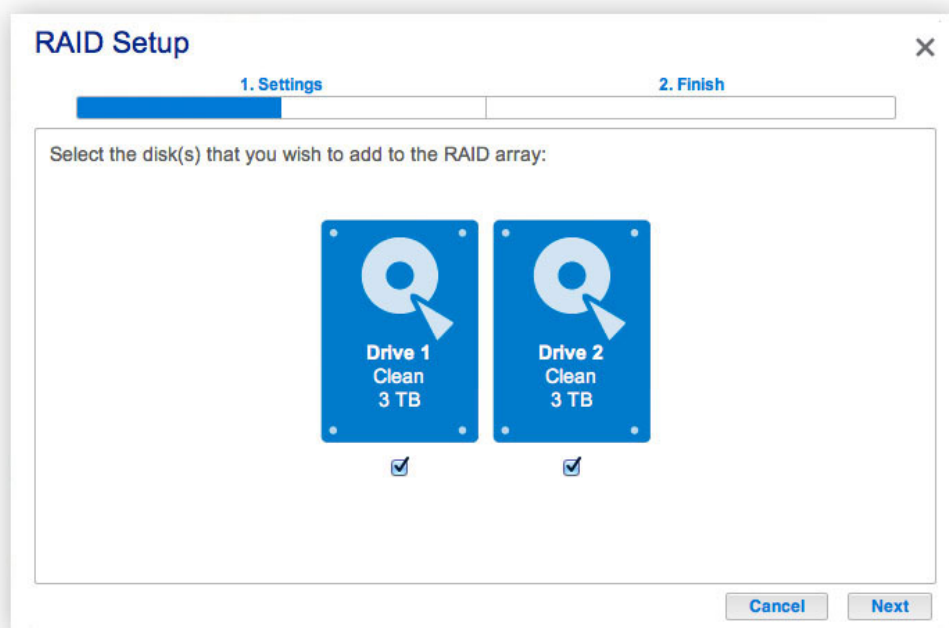 RAID Setup
1. Settings 2. Finish
Select the disk(s) that you wish to add to the RAID array:
Drive 1 Drive 2
Clean Clean
3 TB 3 TB
Cancel Next